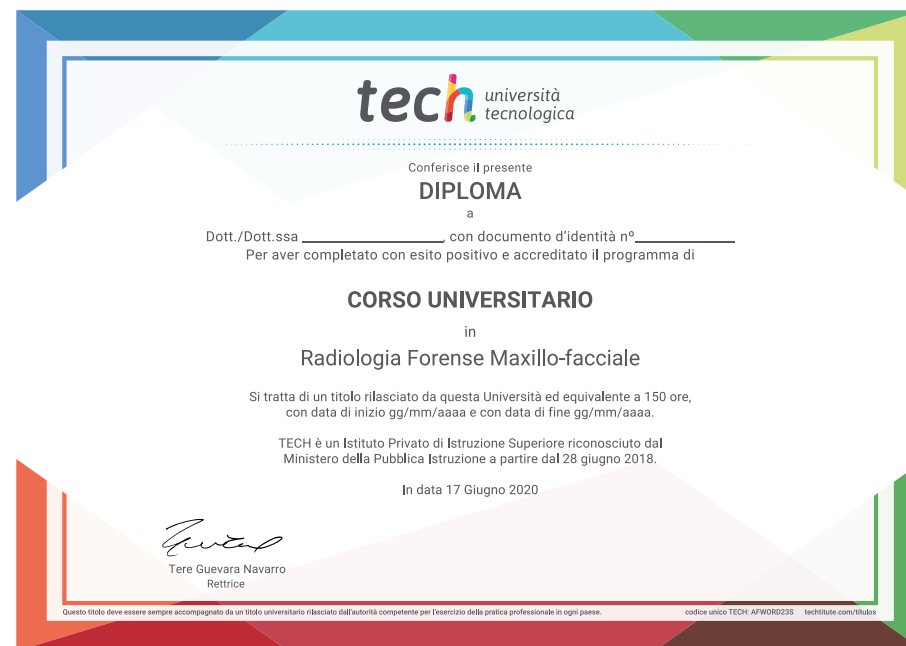 tech università
tecnologica
Conferisce il presente
DIPLOMA
a
Dott./Dott.ssa ____________________, con documento d'identità nº______________
Per aver completato con esito positivo e accreditato il programma di
CORSO UNIVERSITARIO
in
Radiologia Forense Maxillo-facciale
Si tratta di un titolo rilasciato da questa Università ed equivalente a 150 ore,
con data di inizio gg/mm/aaaa e con data di fine gg/mm/aaaa.
TECH è un Istituto Privato di Istruzione Superiore riconosciuto dal
Ministero della Pubblica Istruzione a partire dal 28 giugno 2018.
In data 17 Giugno 2020
Tere Guevara Navarro
Rettrice
Questo titolo deve essere sempre accompagnato da un titolo universitario rilasciato dall'autorità competente per l'esercizio della pratica professionale in ogni paese. codice unico TECH: AFWORD23S techtitute.com/títulos